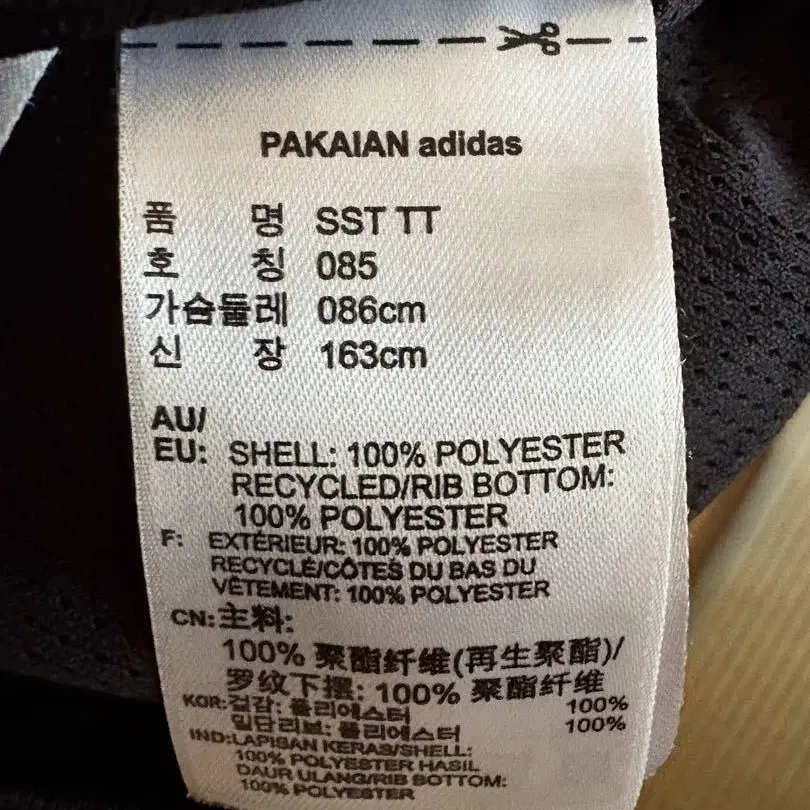 PAKAIAN adidas
품 명 SST TT
호 칭 085
가슴둘레 086cm
신 장 163cm
AU/
EU: SHELL: 100% POLYESTER
RECYCLED/RIB BOTTOM:
100% POLYESTER
F: EXTÉRIEUR: 100% POLYESTER
RECYCLÉ/CÔTES DU BAS DU
VÊTEMENT: 100% POLYESTER
CN: 主料:
100% 聚酯纤维(再生聚酯)/
罗纹下摆: 100% 聚酯纤维
KOR: 겉감: 폴리에스터 100%
밑단리브: 폴리에스터 100%
IND: LAPISAN KERAS/SHELL:
100% POLYESTER HASIL
DAUR ULANG/RIB BOTTOM:
100% POLYESTER